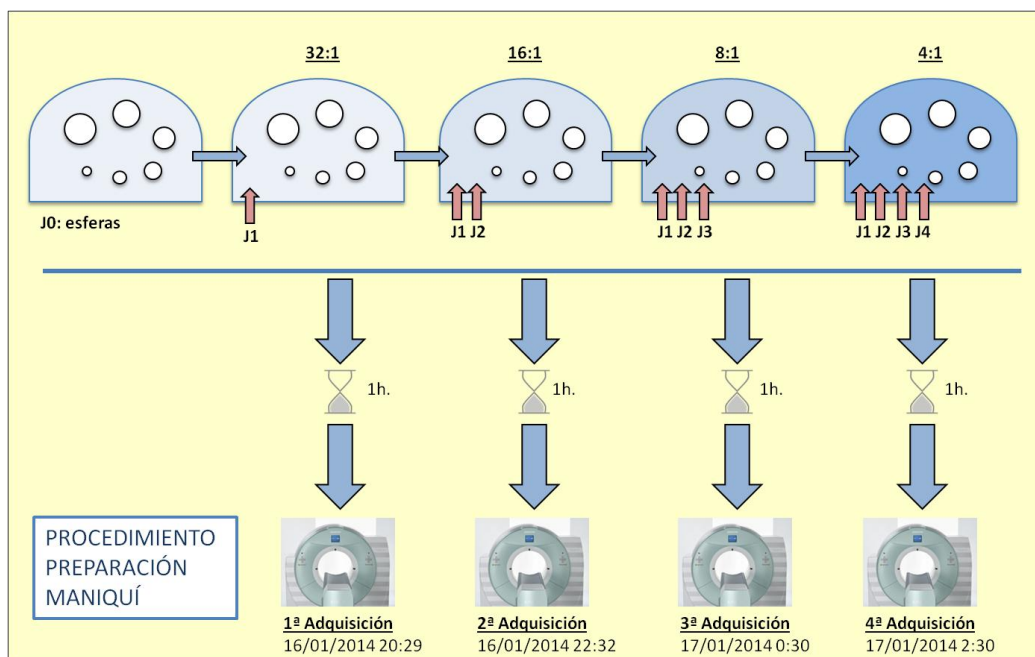 32:1 16:1 8:1 4:1
J0: esferas
J1
J1 J2
J1 J2 J3
J1 J2 J3 J4
1h. 1h. 1h. 1h.
PROCEDIMIENTO
PREPARACIÓN
MANIQUÍ
1ª Adquisición
16/01/2014 20:29
2ª Adquisición
16/01/2014 22:32
3ª Adquisición
17/01/2014 0:30
4ª Adquisición
17/01/2014 2:30